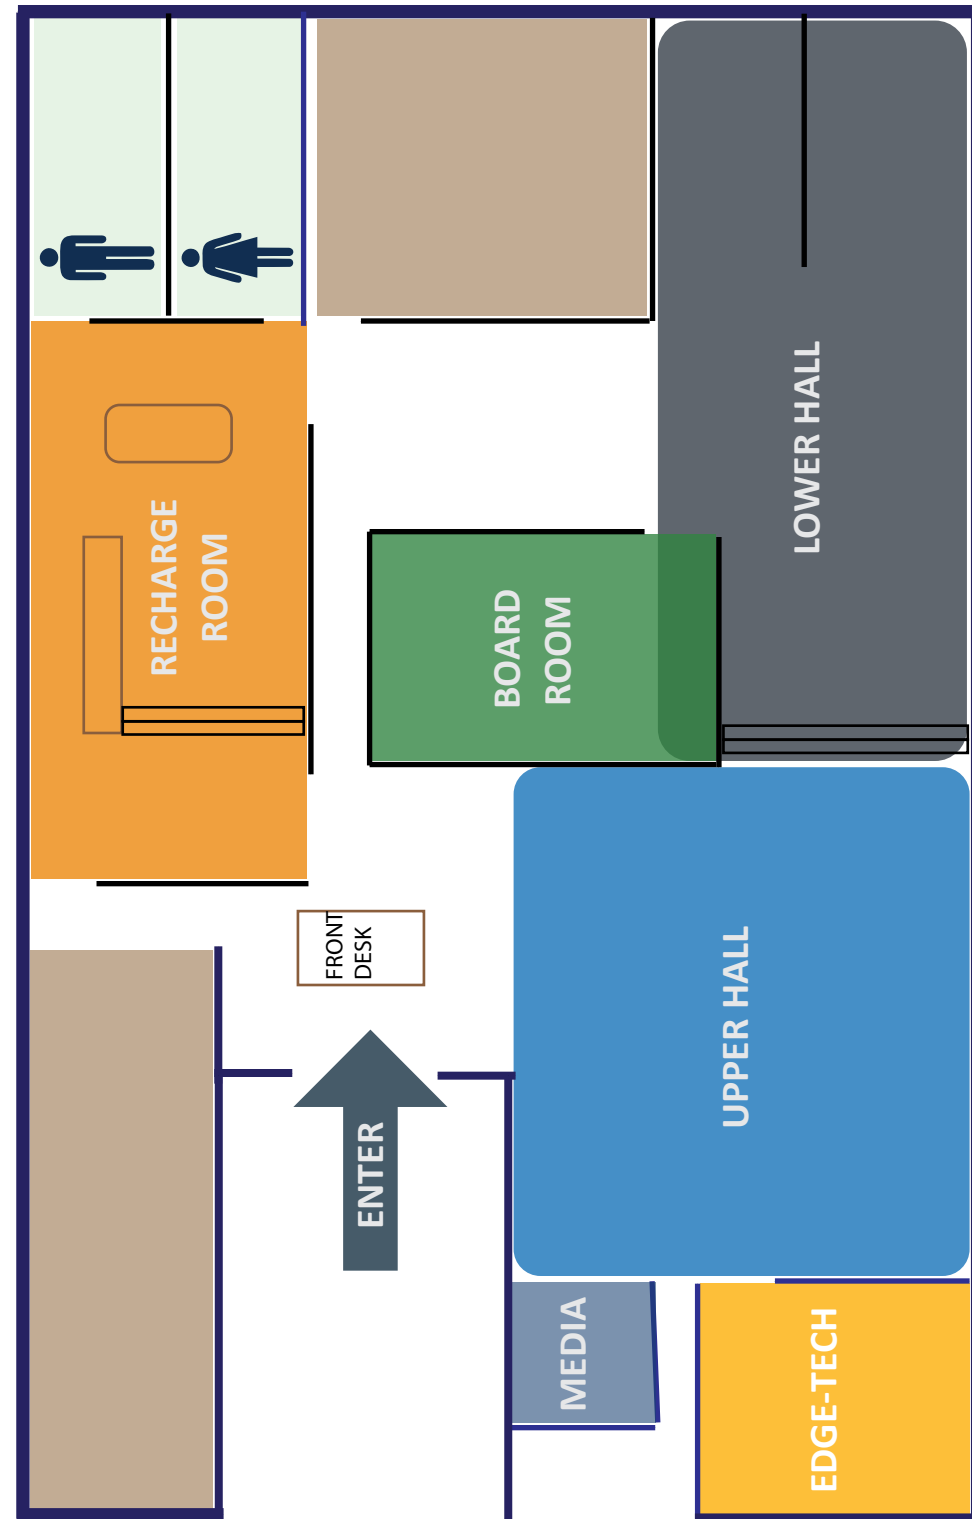 RECHARGE
ROOM
BOARD
ROOM
LOWER HALL
FRONT
DESK
ENTER
UPPER HALL
MEDIA
EDGE-TECH